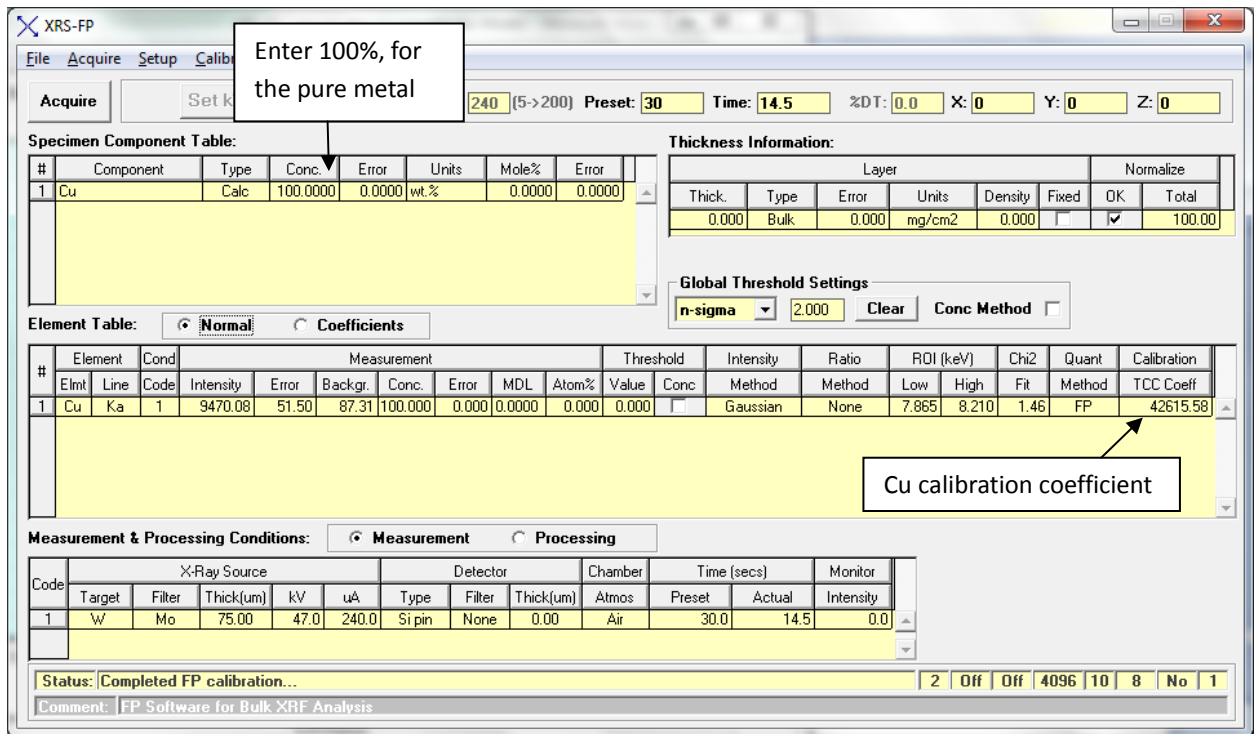 XRS-FP
File Acquire Setup Calibr
Enter 100%, for
the pure metal
Acquire Set k 240 (5->200) Preset: 30 Time: 14.5 %DT: 0.0 X: 0 Y: 0 Z: 0
Specimen Component Table:
# Component Type Conc. Error Units Mole% Error
1 Cu Calc 100.0000 0.0000 wt.% 0.0000 0.0000
Thickness Information:
Layer Normalize
Thick. Type Error Units Density Fixed OK Total
0.000 Bulk 0.000 mg/cm2 0.000 100.00
Global Threshold Settings
n-sigma 2.000 Clear Conc Method
Element Table: Normal Coefficients
# Element Cond Measurement Threshold Intensity Ratio ROI (keV) Chi2 Quant Calibration
Elmt Line Code Intensity Error Backgr. Conc. Error MDL Atom% Value Conc Method Method Low High Fit Method TCC Coeff
1 Cu Ka 1 9470.08 51.50 87.31 100.000 0.000 0.0000 0.000 0.000 Gaussian None 7.865 8.210 1.46 FP 42615.58
Cu calibration coefficient
Measurement & Processing Conditions: Measurement Processing
Code X-Ray Source Detector Chamber Time (secs) Monitor
Target Filter Thick(um) kV uA Type Filter Thick(um) Atmos Preset Actual Intensity
1 W Mo 75.00 47.0 240.0 Si pin None 0.00 Air 30.0 14.5 0.0
Status: Completed FP calibration... 2 Off Off 4096 10 8 No 1
Comment: FP Software for Bulk XRF Analysis